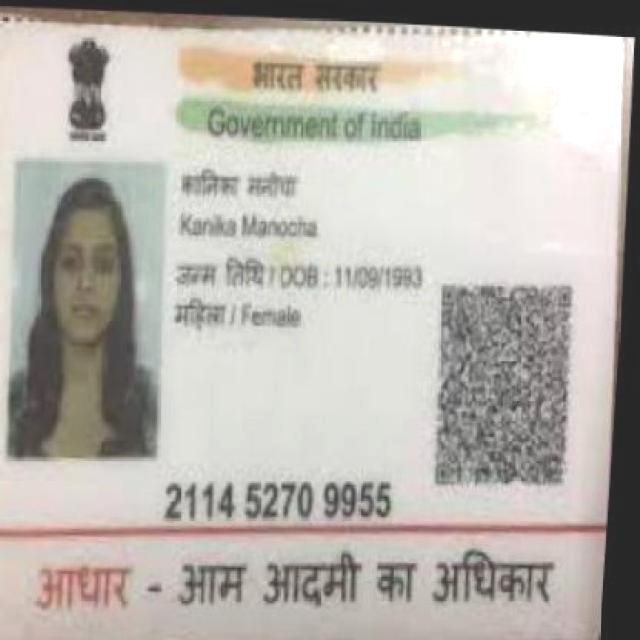 भारत सरकार
Government of India
कानिका मनोचा
Kanika Manocha
जन्म तिथि / DOB : 11/09/1993
महिला / Female
2114 5270 9955
आधार - आम आदमी का अधिकार